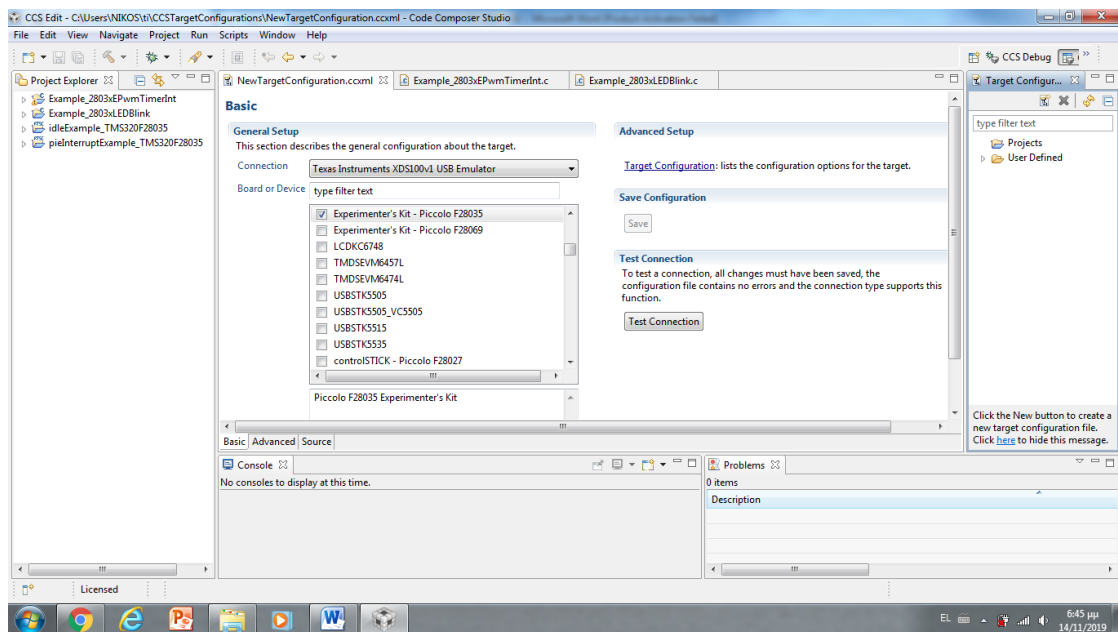 CCS Edit - C:\Users\NIKOS\ti\CCSTargetConfigurations\NewTargetConfiguration.ccxml - Code Composer Studio
File Edit View Navigate Project Run Scripts Window Help
CCS Debug
Project Explorer
Example_2803xEPwmTimerInt
Example_2803xLEDBlink
idleExample_TMS320F28035
pieInterruptExample_TMS320F28035
NewTargetConfiguration.ccxml
Example_2803xEPwmTimerInt.c
Example_2803xLEDBlink.c
Basic
General Setup
This section describes the general configuration about the target.
Connection
Texas Instruments XDS100v1 USB Emulator
Board or Device
type filter text
Experimenter's Kit - Piccolo F28035
Experimenter's Kit - Piccolo F28069
LCDKC6748
TMDSEVM6457L
TMDSEVM6474L
USBSTK5505
USBSTK5505_VC5505
USBSTK5515
USBSTK5535
controlSTICK - Piccolo F28027
Piccolo F28035 Experimenter's Kit
Advanced Setup
Target Configuration: lists the configuration options for the target.
Save Configuration
Save
Test Connection
To test a connection, all changes must have been saved, the
configuration file contains no errors and the connection type supports this
function.
Test Connection
Basic Advanced Source
Target Configur...
type filter text
Projects
User Defined
Click the New button to create a
new target configuration file.
Click here to hide this message.
Console
No consoles to display at this time.
Problems
0 items
Description
Licensed
EL
6:45 μμ
14/11/2019